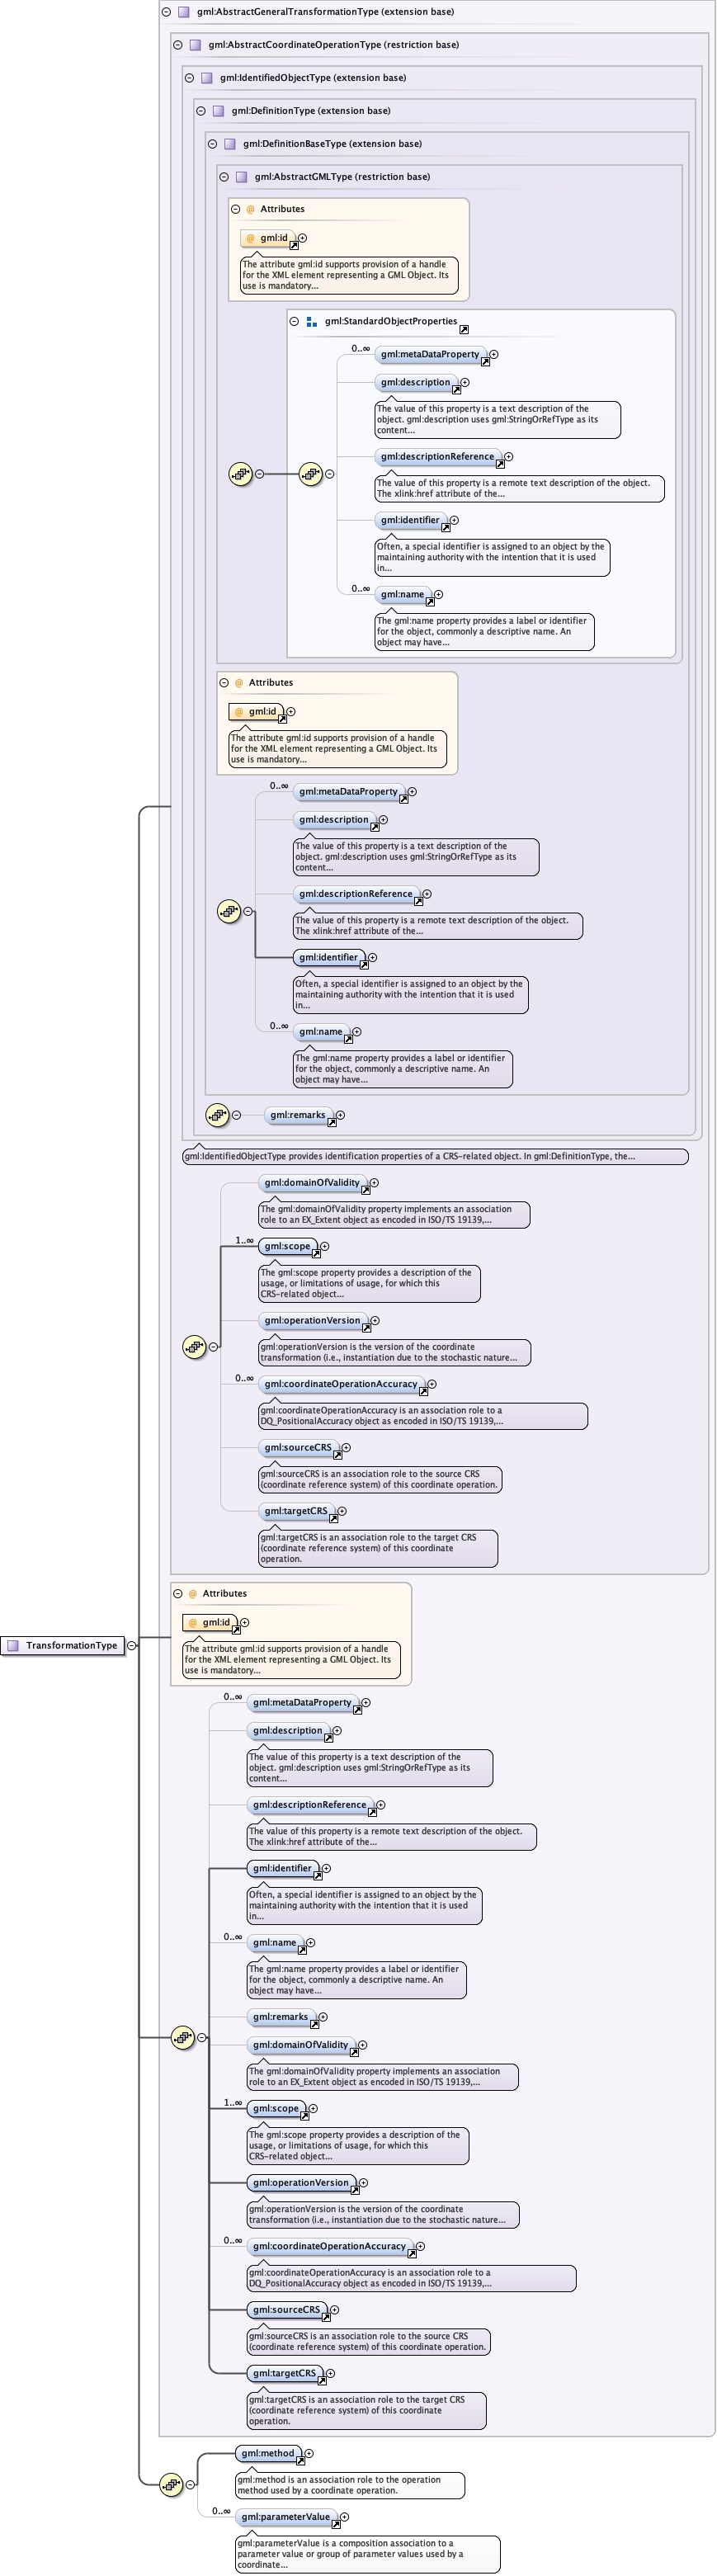 gml:AbstractGeneralTransformationType (extension base)
gml:AbstractCoordinateOperationType (restriction base)
gml:IdentifiedObjectType (extension base)
gml:DefinitionType (extension base)
gml:DefinitionBaseType (extension base)
gml:AbstractGMLType (restriction base)
@ Attributes
@ gml:id
The attribute gml:id supports provision of a handle
for the XML element representing a GML Object. Its
use is mandatory...
gml:StandardObjectProperties
0..∞
gml:metaDataProperty
gml:description
The value of this property is a text description of the
object. gml:description uses gml:StringOrRefType as its
content...
gml:descriptionReference
The value of this property is a remote text description of the object.
The xlink:href attribute of the...
gml:identifier
Often, a special identifier is assigned to an object by the
maintaining authority with the intention that it is used
in...
0..∞
gml:name
The gml:name property provides a label or identifier
for the object, commonly a descriptive name. An
object may have...
@ Attributes
@ gml:id
The attribute gml:id supports provision of a handle
for the XML element representing a GML Object. Its
use is mandatory...
0..∞
gml:metaDataProperty
gml:description
The value of this property is a text description of the
object. gml:description uses gml:StringOrRefType as its
content...
gml:descriptionReference
The value of this property is a remote text description of the object.
The xlink:href attribute of the...
gml:identifier
Often, a special identifier is assigned to an object by the
maintaining authority with the intention that it is used
in...
0..∞
gml:name
The gml:name property provides a label or identifier
for the object, commonly a descriptive name. An
object may have...
gml:remarks
gml:IdentifiedObjectType provides identification properties of a CRS-related object. In gml:DefinitionType, the...
gml:domainOfValidity
The gml:domainOfValidity property implements an association
role to an EX_Extent object as encoded in ISO/TS 19139,...
1..∞
gml:scope
The gml:scope property provides a description of the
usage, or limitations of usage, for which this
CRS-related object...
gml:operationVersion
gml:operationVersion is the version of the coordinate
transformation (i.e., instantiation due to the stochastic nature...
0..∞
gml:coordinateOperationAccuracy
gml:coordinateOperationAccuracy is an association role to a
DQ_PositionalAccuracy object as encoded in ISO/TS 19139,...
gml:sourceCRS
gml:sourceCRS is an association role to the source CRS
(coordinate reference system) of this coordinate operation.
gml:targetCRS
gml:targetCRS is an association role to the target CRS
(coordinate reference system) of this coordinate
operation.
@ Attributes
@ gml:id
The attribute gml:id supports provision of a handle
for the XML element representing a GML Object. Its
use is mandatory...
TransformationType
0..∞
gml:metaDataProperty
gml:description
The value of this property is a text description of the
object. gml:description uses gml:StringOrRefType as its
content...
gml:descriptionReference
The value of this property is a remote text description of the object.
The xlink:href attribute of the...
gml:identifier
Often, a special identifier is assigned to an object by the
maintaining authority with the intention that it is used
in...
0..∞
gml:name
The gml:name property provides a label or identifier
for the object, commonly a descriptive name. An
object may have...
gml:remarks
gml:domainOfValidity
The gml:domainOfValidity property implements an association
role to an EX_Extent object as encoded in ISO/TS 19139,...
1..∞
gml:scope
The gml:scope property provides a description of the
usage, or limitations of usage, for which this
CRS-related object...
gml:operationVersion
gml:operationVersion is the version of the coordinate
transformation (i.e., instantiation due to the stochastic nature...
0..∞
gml:coordinateOperationAccuracy
gml:coordinateOperationAccuracy is an association role to a
DQ_PositionalAccuracy object as encoded in ISO/TS 19139,...
gml:sourceCRS
gml:sourceCRS is an association role to the source CRS
(coordinate reference system) of this coordinate operation.
gml:targetCRS
gml:targetCRS is an association role to the target CRS
(coordinate reference system) of this coordinate
operation.
gml:method
gml:method is an association role to the operation
method used by a coordinate operation.
0..∞
gml:parameterValue
gml:parameterValue is a composition association to a
parameter value or group of parameter values used by a
coordinate...